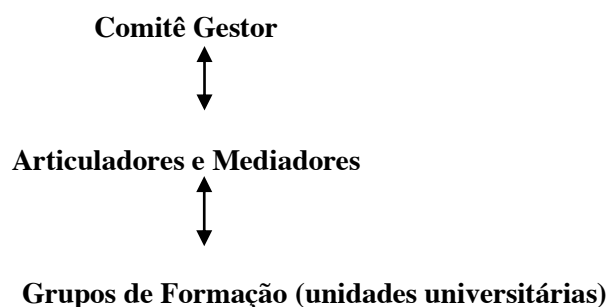 Comitê Gestor
Articuladores e Mediadores
Grupos de Formação (unidades universitárias)